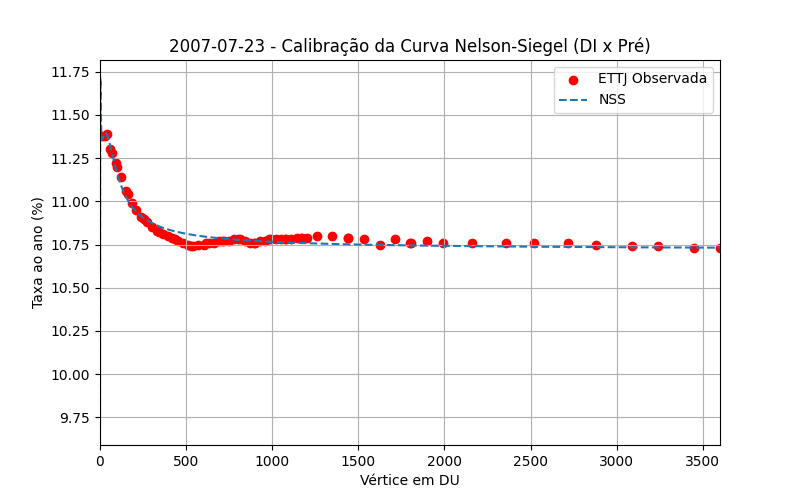 2007-07-23 - Calibração da Curva Nelson-Siegel (DI x Pré)
ETTJ Observada
NSS
Taxa ao ano (%)
11.75
11.50
11.25
11.00
10.75
10.50
10.25
10.00
9.75
0 500 1000 1500 2000 2500 3000 3500
Vértice em DU